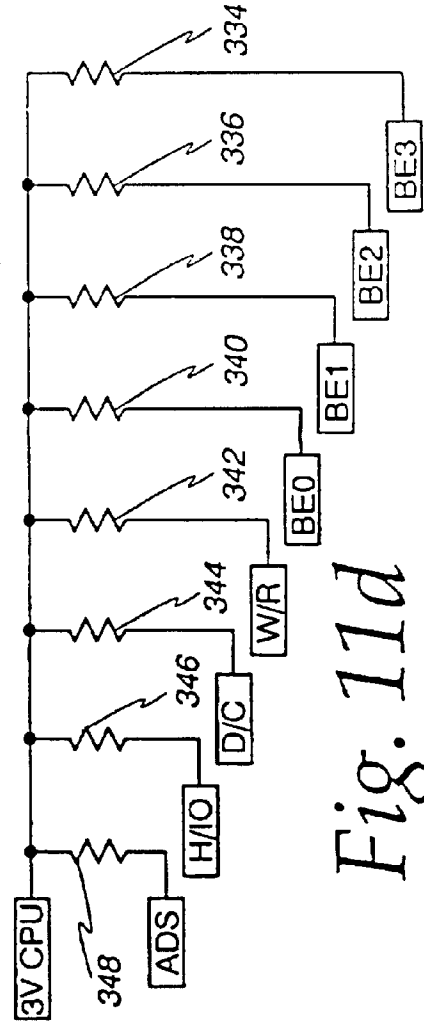 3V CPU
348
346
344
342
340
338
336
334
ADS
H/IO
D/C
W/R
BE0
BE1
BE2
BE3
Fig. 11d